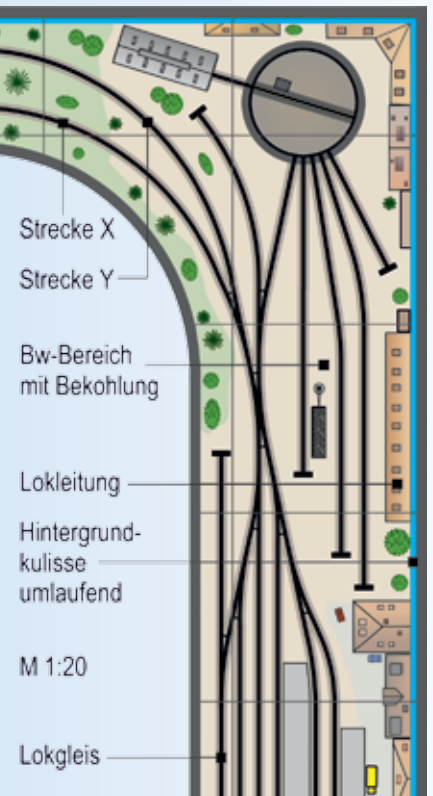 Strecke X
Strecke Y
Bw-Bereich
mit Bekohlung
Lokleitung
Hintergrund-
kulisse
umlaufend
M 1:20
Lokgleis